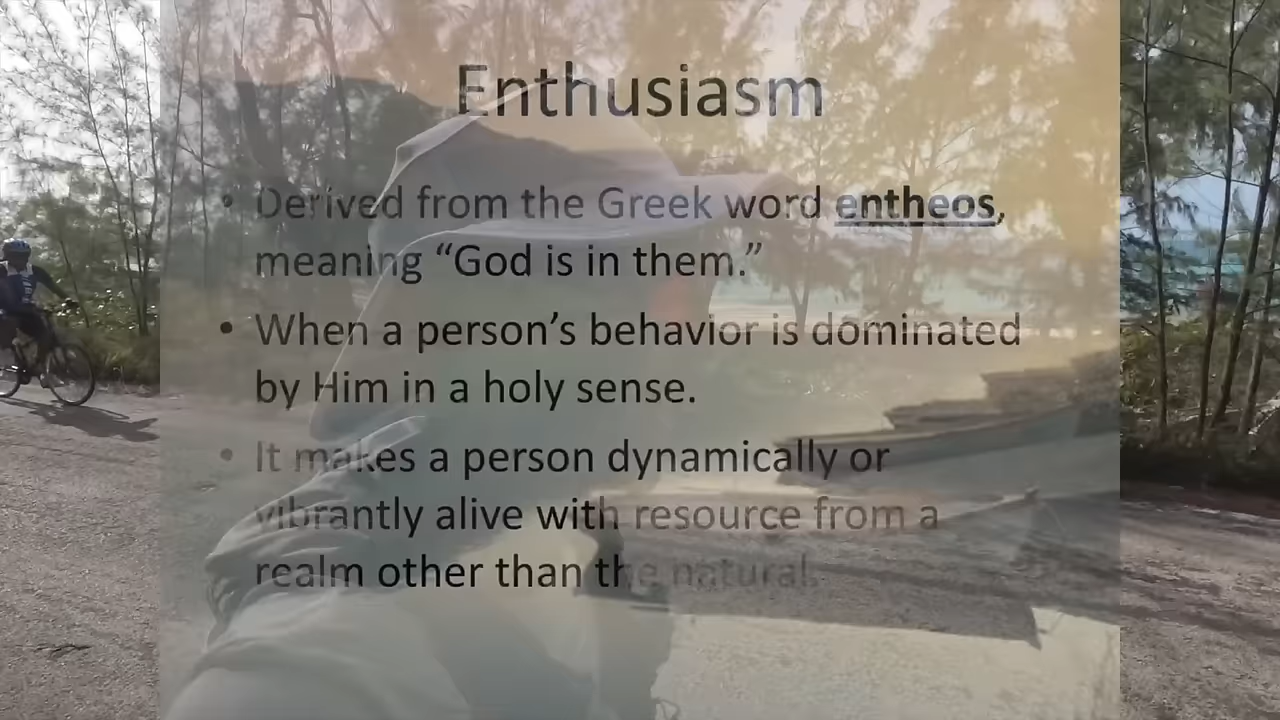 Enthusiasm
• Derived from the Greek word entheos,
meaning “God is in them.”
• When a person’s behavior is dominated
by Him in a holy sense.
• It makes a person dynamically or
vibrantly alive with resource from a
realm other than the natural.